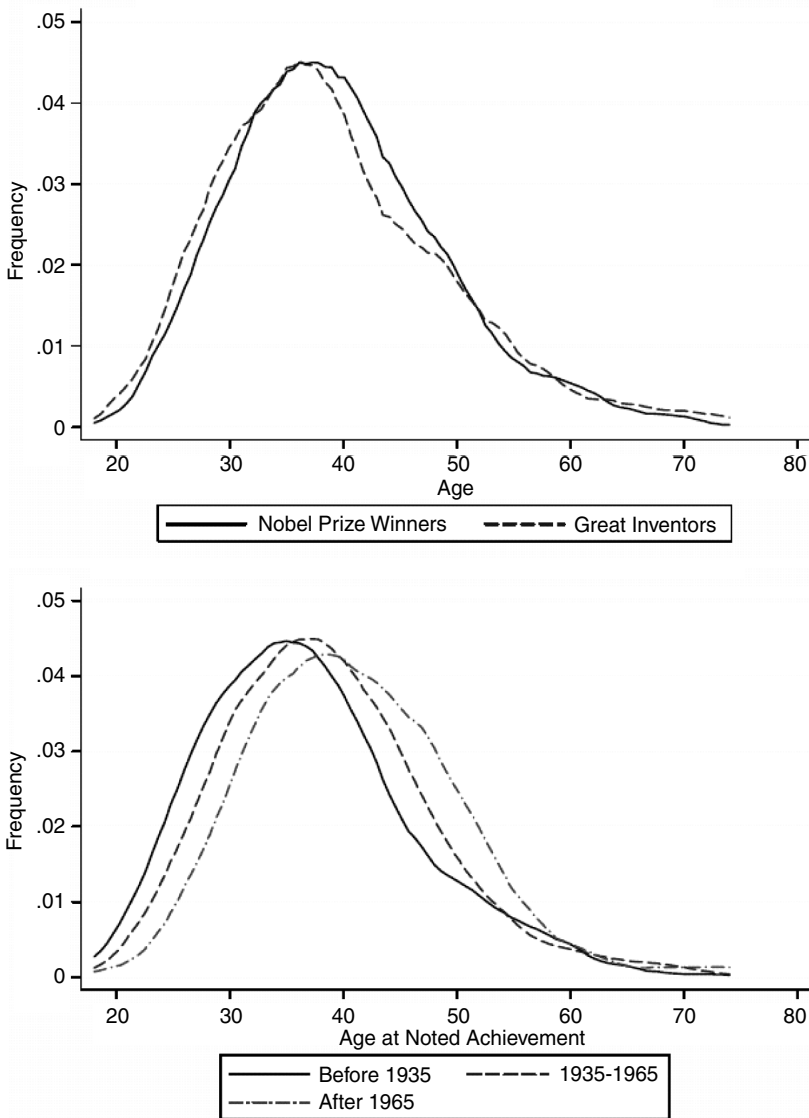 .05
.04
.03
.02
.01
0
Frequency
20 30 40 50 60 70 80
Age
Nobel Prize Winners Great Inventors
.05
.04
.03
.02
.01
0
Frequency
20 30 40 50 60 70 80
Age at Noted Achievement
Before 1935 1935-1965
After 1965